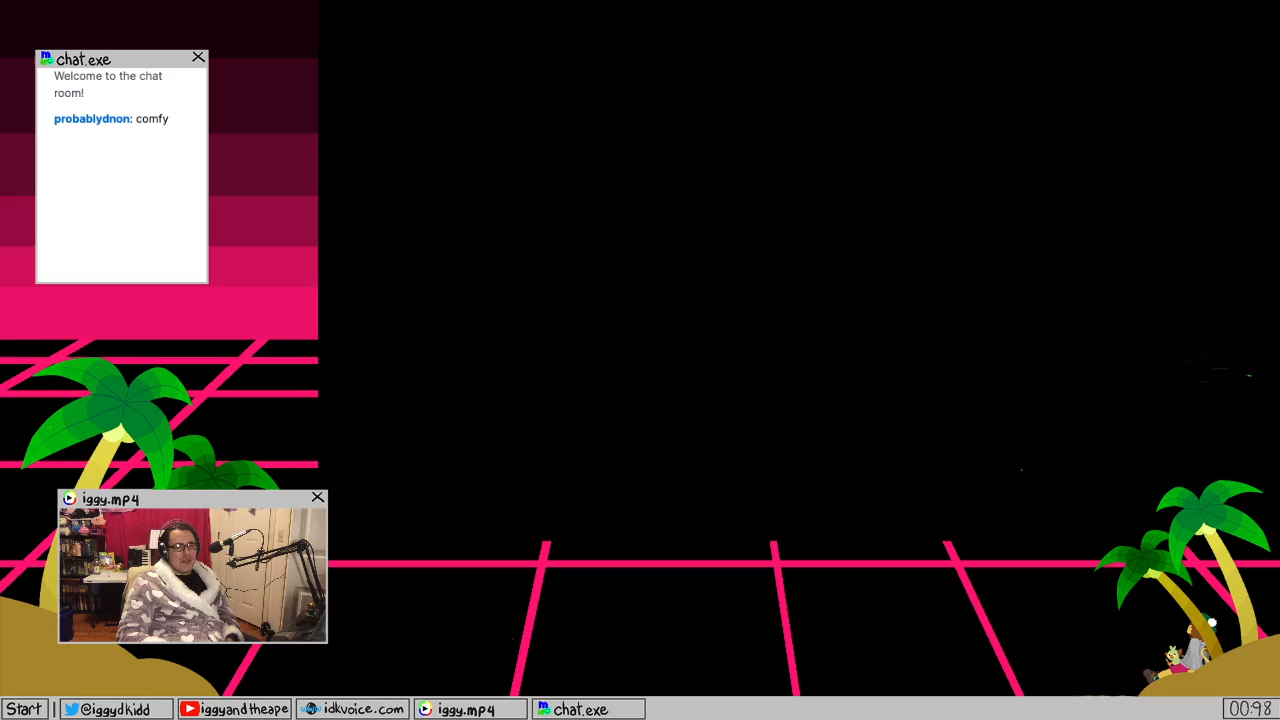 chat.exe
Welcome to the chat
room!
probablydnon: comfy
iggy.mp4
Start | @iggydkidd iggyandtheape www idkvoice.com iggy.mp4 chat.exe 00:98